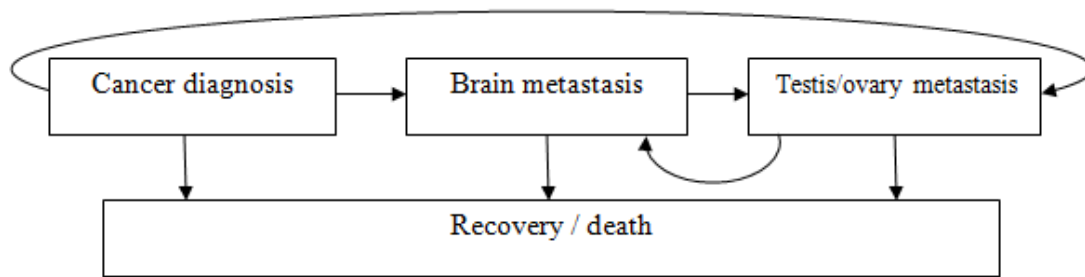 Cancer diagnosis
Brain metastasis
Testis/ovary metastasis
Recovery / death